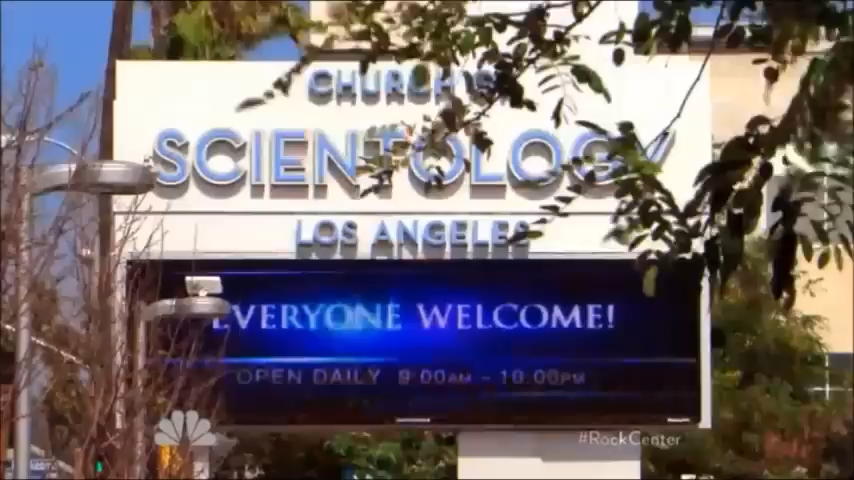 CHURCH OF
SCIENTOLOGY
LOS ANGELES
EVERYONE WELCOME!
OPEN DAILY 9:00AM - 10:00PM
#RockCenter